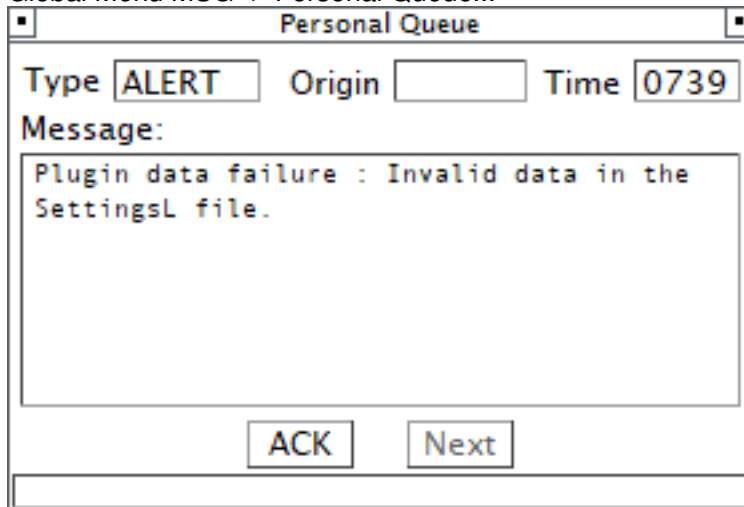 Personal Queue
Type ALERT Origin Time 0739
Message:
Plugin data failure : Invalid data in the
SettingsL file.
ACK Next